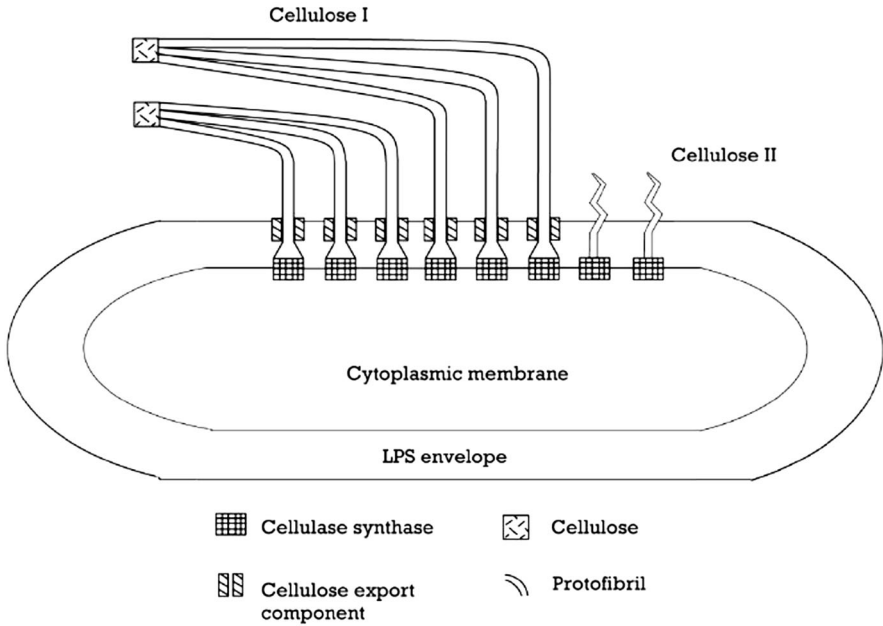 Cellulose I
Cellulose II
Cytoplasmic membrane
LPS envelope
Cellulase synthase
Cellulose
Cellulose export
component
Protofibril